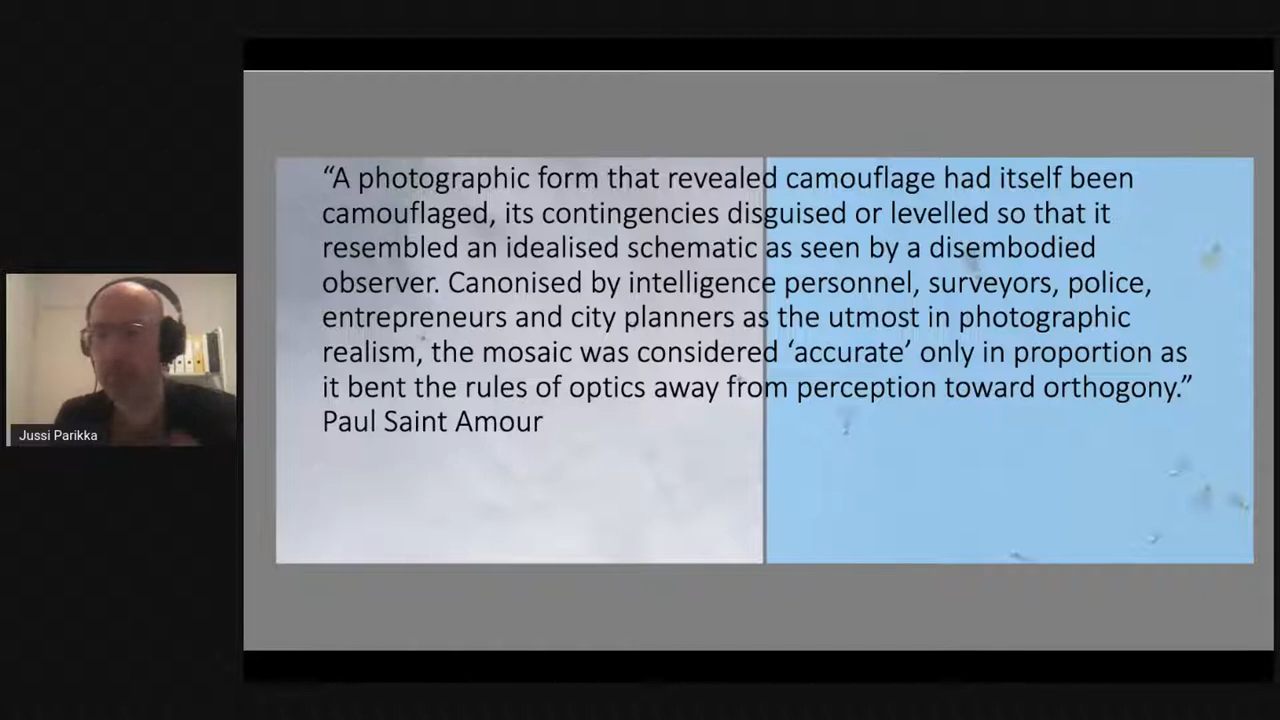 “A photographic form that revealed camouflage had itself been
camouflaged, its contingencies disguised or levelled so that it
resembled an idealised schematic as seen by a disembodied
observer. Canonised by intelligence personnel, surveyors, police,
entrepreneurs and city planners as the utmost in photographic
realism, the mosaic was considered ‘accurate’ only in proportion as
it bent the rules of optics away from perception toward orthogony.”
Paul Saint Amour
Jussi Parikka